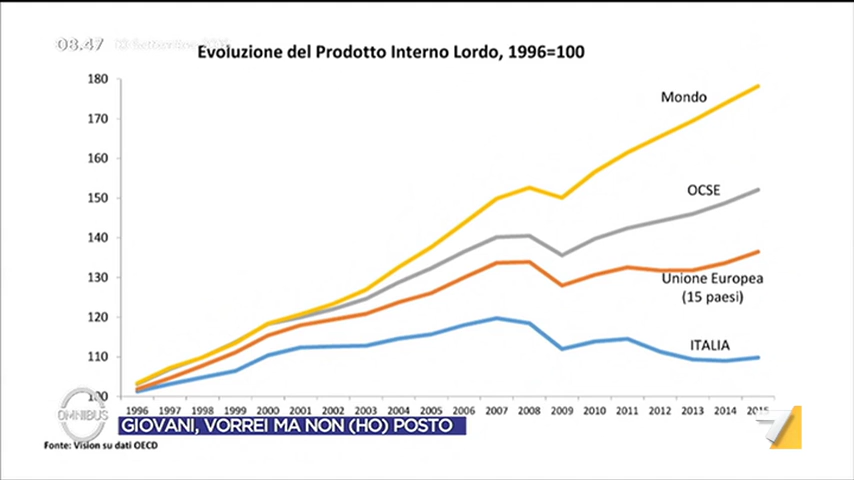 08.47
Evoluzione del Prodotto Interno Lordo, 1996=100
180
170
160
150
140
130
120
110
100
Mondo
OCSE
Unione Europea
(15 paesi)
ITALIA
1996 1997 1998 1999 2000 2001 2002 2003 2004 2005 2006 2007 2008 2009 2010 2011 2012 2013 2014 2015
OMNIBUS
GIOVANI, VORREI MA NON (HO) POSTO
Fonte: Vision su dati OECD
7